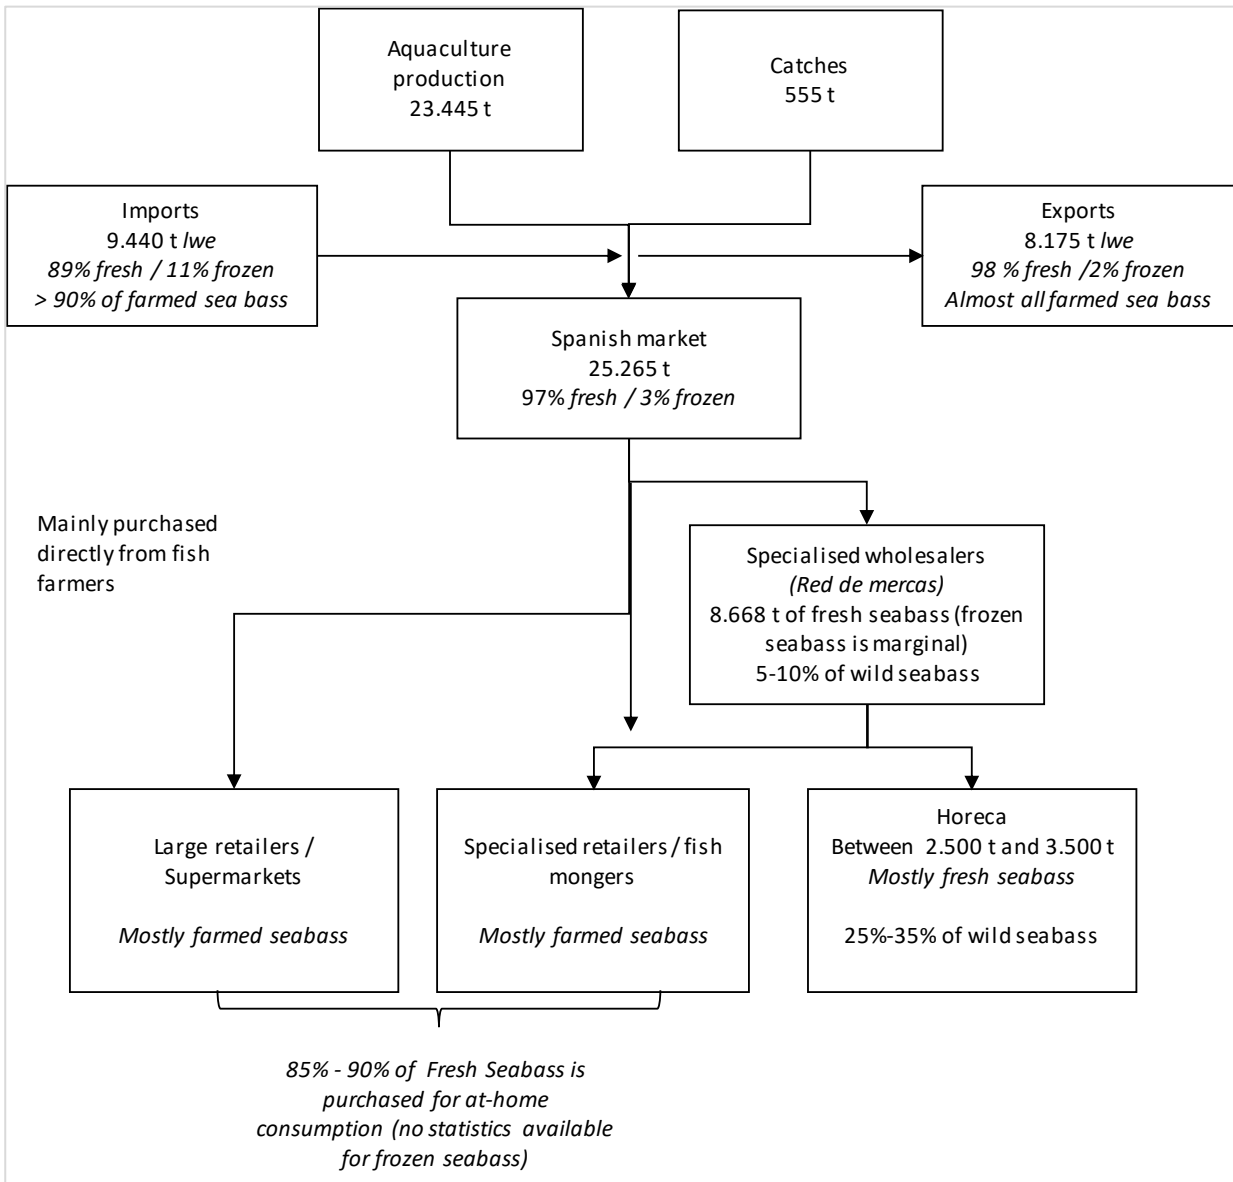 Aquaculture
production
23.445 t
Catches
555 t
Imports
9.440 t lwe
89% fresh / 11% frozen
> 90% of farmed sea bass
Exports
8.175 t lwe
98 % fresh /2% frozen
Almost all farmed sea bass
Spanish market
25.265 t
97% fresh / 3% frozen
Mainly purchased
directly from fish
farmers
Specialised wholesalers
(Red de mercas)
8.668 t of fresh seabass (frozen
seabass is marginal)
5-10% of wild seabass
Large retailers /
Supermarkets
Mostly farmed seabass
Specialised retailers / fish
mongers
Mostly farmed seabass
Horeca
Between 2.500 t and 3.500 t
Mostly fresh seabass
25%-35% of wild seabass
85% - 90% of Fresh Seabass is
purchased for at-home
consumption (no statistics available
for frozen seabass)